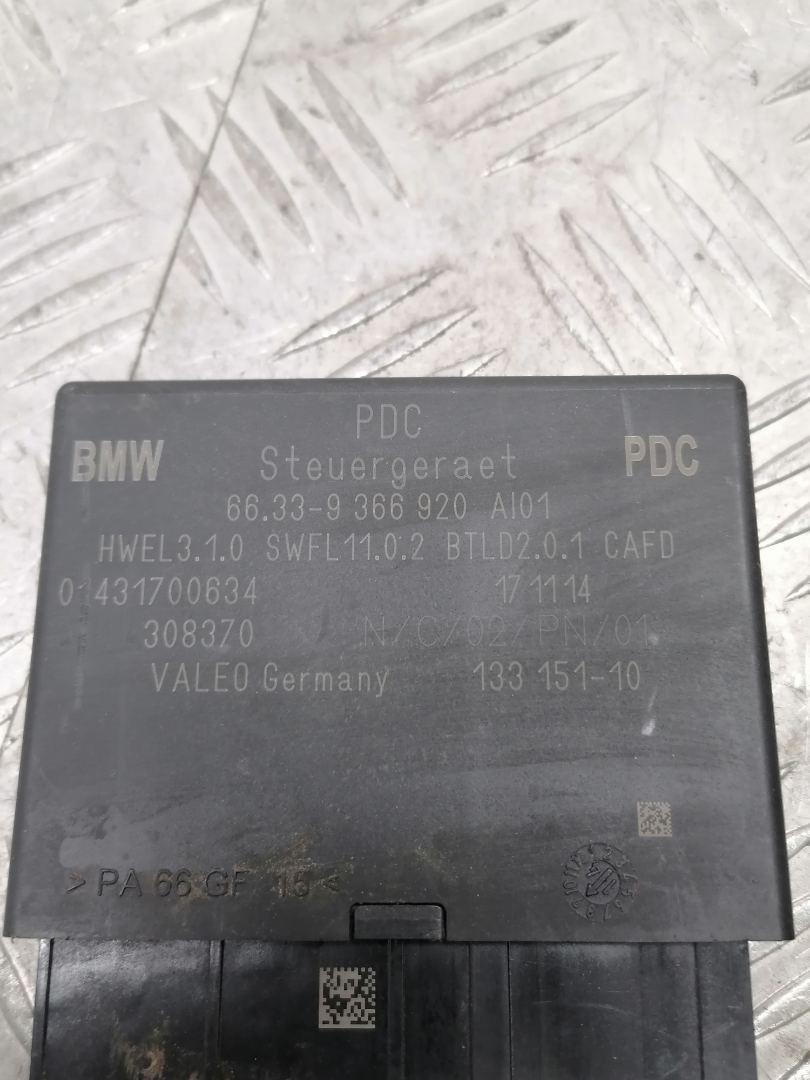 PDC
BMW Steuergeraet PDC
66.33-9 366 920 AI01
HWEL3.1.0 SWFL11.0.2 BTLD2.0.1 CAFD
01431700634 171114
308370 N/C/02/PN/01
VALEO Germany 133 151-10
> PA 66 GF 15 <